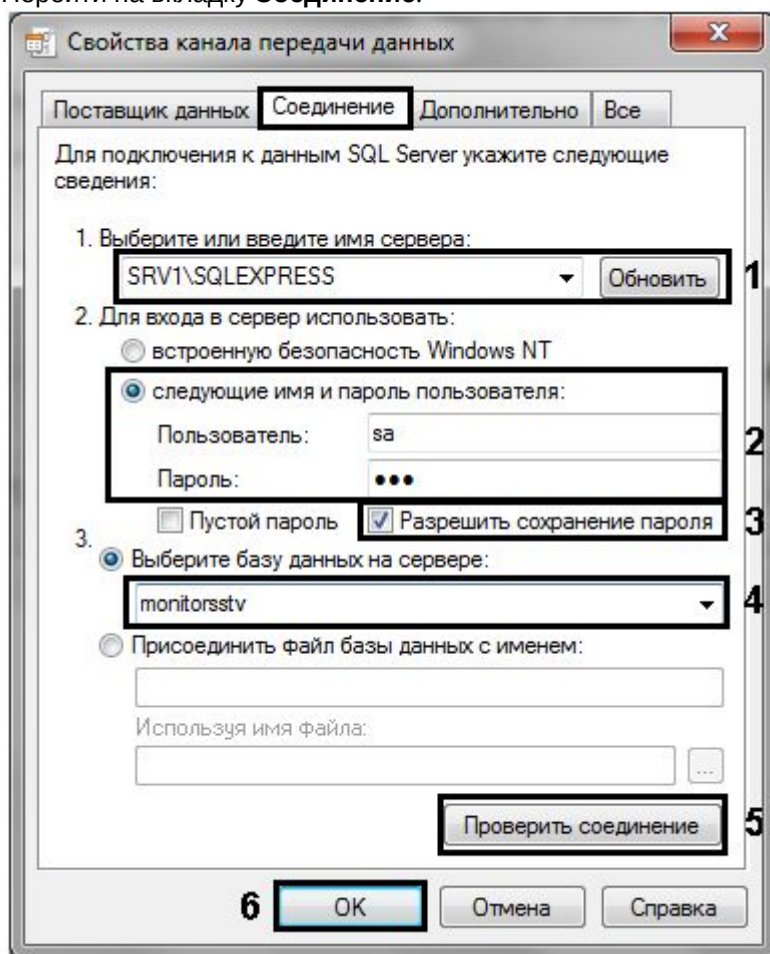 Перейти на вкладку Соединение.
Свойства канала передачи данных
Поставщик данных Соединение Дополнительно Все
Для подключения к данным SQL Server укажите следующие
сведения:
1. Выберите или введите имя сервера:
SRV1\SQLEXPRESS Обновить 1
2. Для входа в сервер использовать:
встроенную безопасность Windows NT
следующие имя и пароль пользователя:
Пользователь: sa
2
Пароль: ●●●
Пустой пароль Разрешить сохранение пароля 3
3.
Выберите базу данных на сервере:
monitorsstv 4
Присоединить файл базы данных с именем:
Используя имя файла:
...
Проверить соединение 5
6 OK Отмена Справка